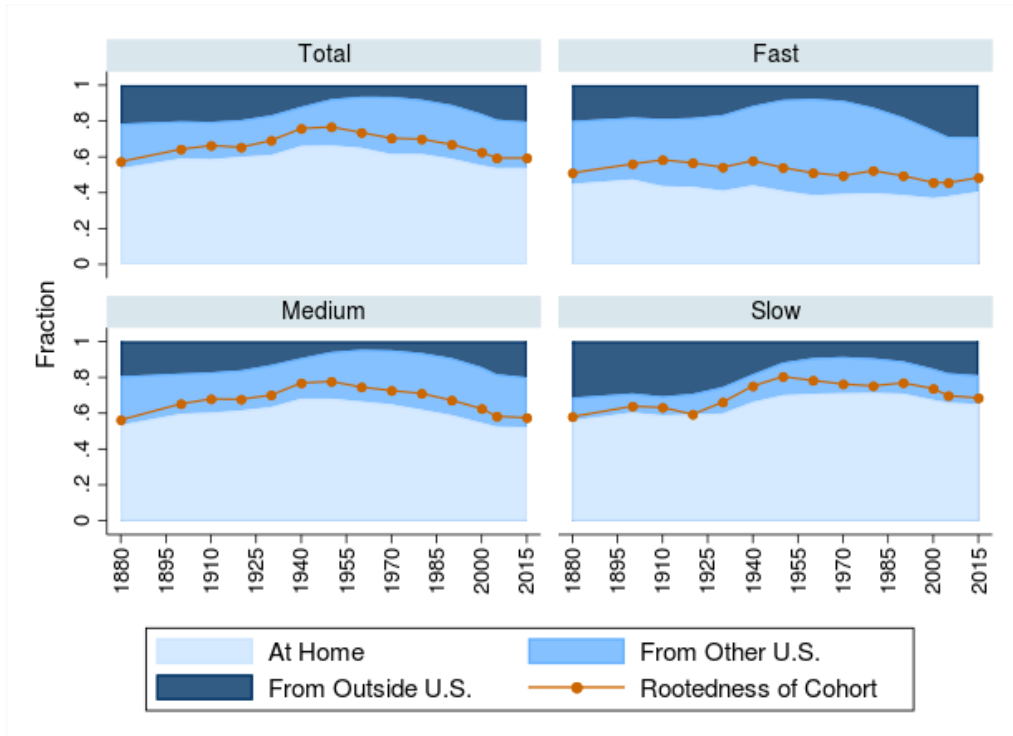 Total
Fast
Medium
Slow
Fraction
0 .2 .4 .6 .8 1
0 .2 .4 .6 .8 1
1880 1895 1910 1925 1940 1955 1970 1985 2000 2015
1880 1895 1910 1925 1940 1955 1970 1985 2000 2015
At Home
From Other U.S.
From Outside U.S.
Rootedness of Cohort